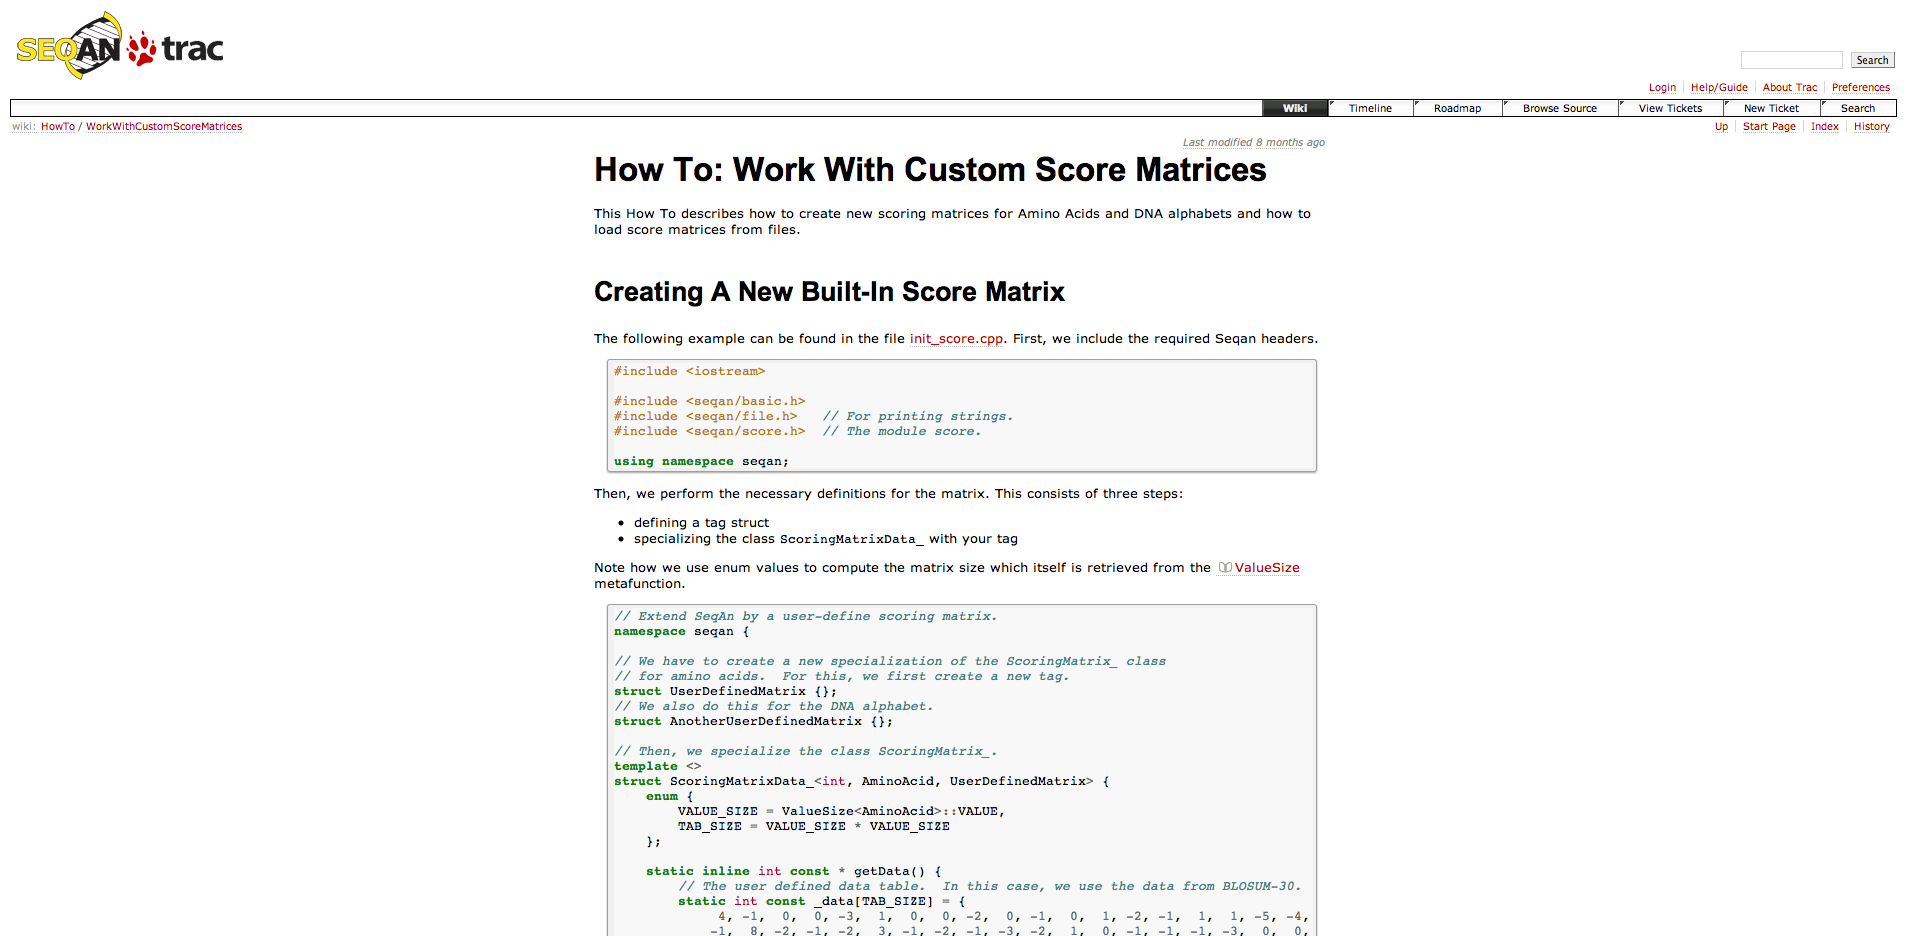 SEQAN trac
Search
Login Help/Guide About Trac Preferences
Wiki Timeline Roadmap Browse Source View Tickets New Ticket Search
wiki: HowTo / WorkWithCustomScoreMatrices
Up Start Page Index History
Last modified 8 months ago
How To: Work With Custom Score Matrices
This How To describes how to create new scoring matrices for Amino Acids and DNA alphabets and how to
load score matrices from files.
Creating A New Built-In Score Matrix
The following example can be found in the file init_score.cpp. First, we include the required Seqan headers.
#include <iostream>
#include <seqan/basic.h>
#include <seqan/file.h>   // For printing strings.
#include <seqan/score.h>  // The module score.
using namespace seqan;
Then, we perform the necessary definitions for the matrix. This consists of three steps:
• defining a tag struct
• specializing the class ScoringMatrixData_ with your tag
Note how we use enum values to compute the matrix size which itself is retrieved from the ValueSize
metafunction.
// Extend SeqAn by a user-define scoring matrix.
namespace seqan {
// We have to create a new specialization of the ScoringMatrix_ class
// for amino acids.  For this, we first create a new tag.
struct UserDefinedMatrix {};
// We also do this for the DNA alphabet.
struct AnotherUserDefinedMatrix {};
// Then, we specialize the class ScoringMatrix_.
template <>
struct ScoringMatrixData_<int, AminoAcid, UserDefinedMatrix> {
enum {
VALUE_SIZE = ValueSize<AminoAcid>::VALUE,
TAB_SIZE = VALUE_SIZE * VALUE_SIZE
};
static inline int const * getData() {
// The user defined data table.  In this case, we use the data from BLOSUM-30.
static int const _data[TAB_SIZE] = {
4, -1, 0, 0, -3, 1, 0, 0, -2, 0, -1, 0, 1, -2, -1, 1, 1, -5, -4,
-1, 8, -2, -1, -2, 3, -1, -2, -1, -3, -2, 1, 0, -1, -1, -1, -3, 0, 0,